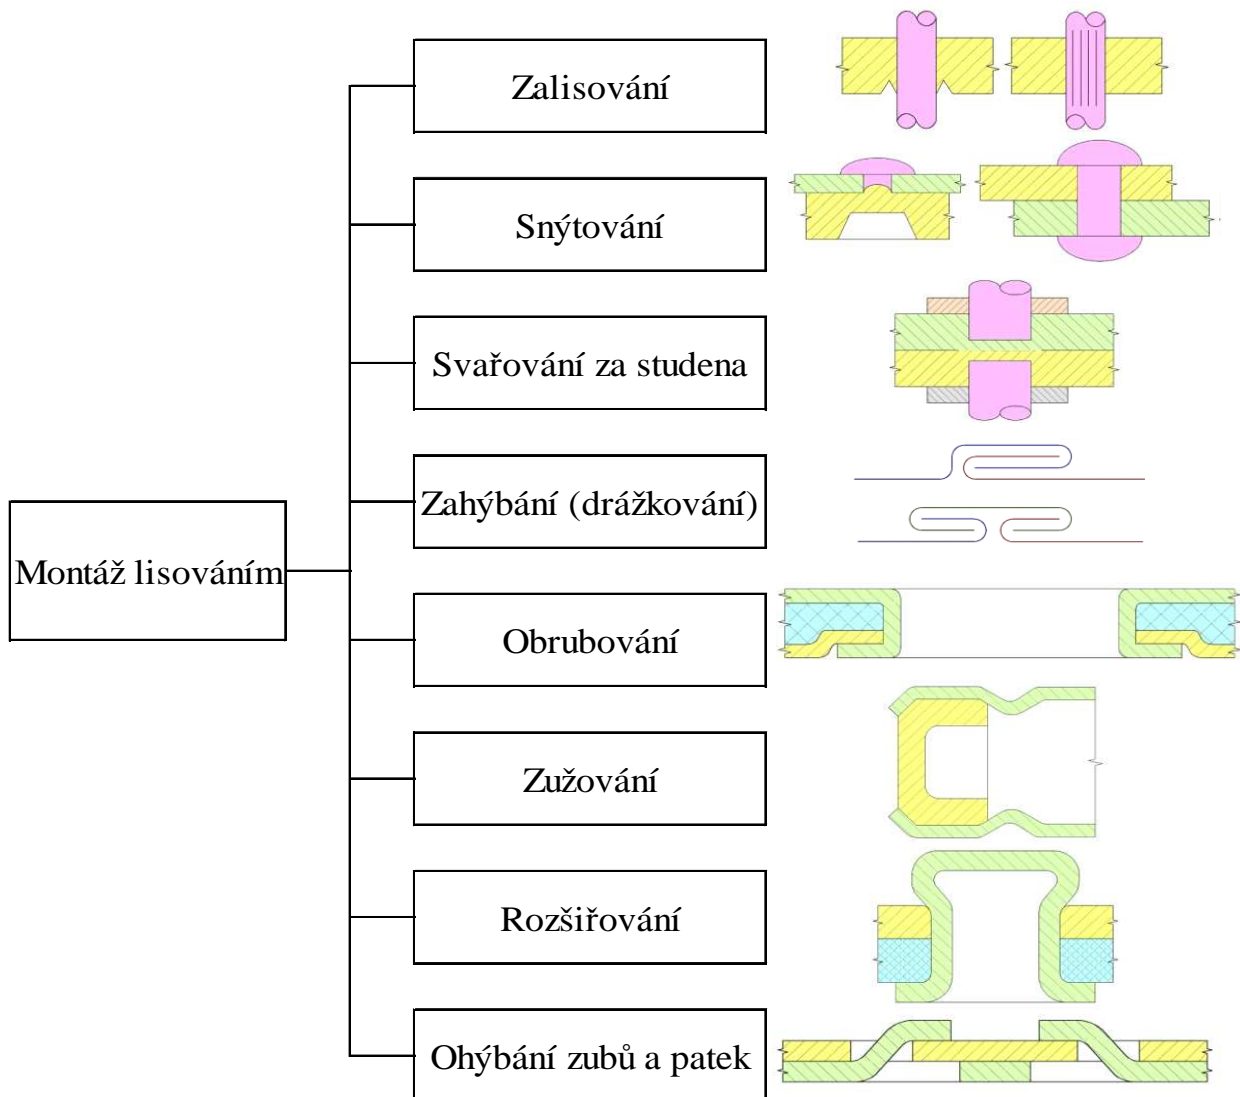 Zalisování
Snýtování
Svařování za studena
Zahýbání (drážkování)
Montáž lisováním
Obrubování
Zužování
Rozšiřování
Ohýbání zubů a patek